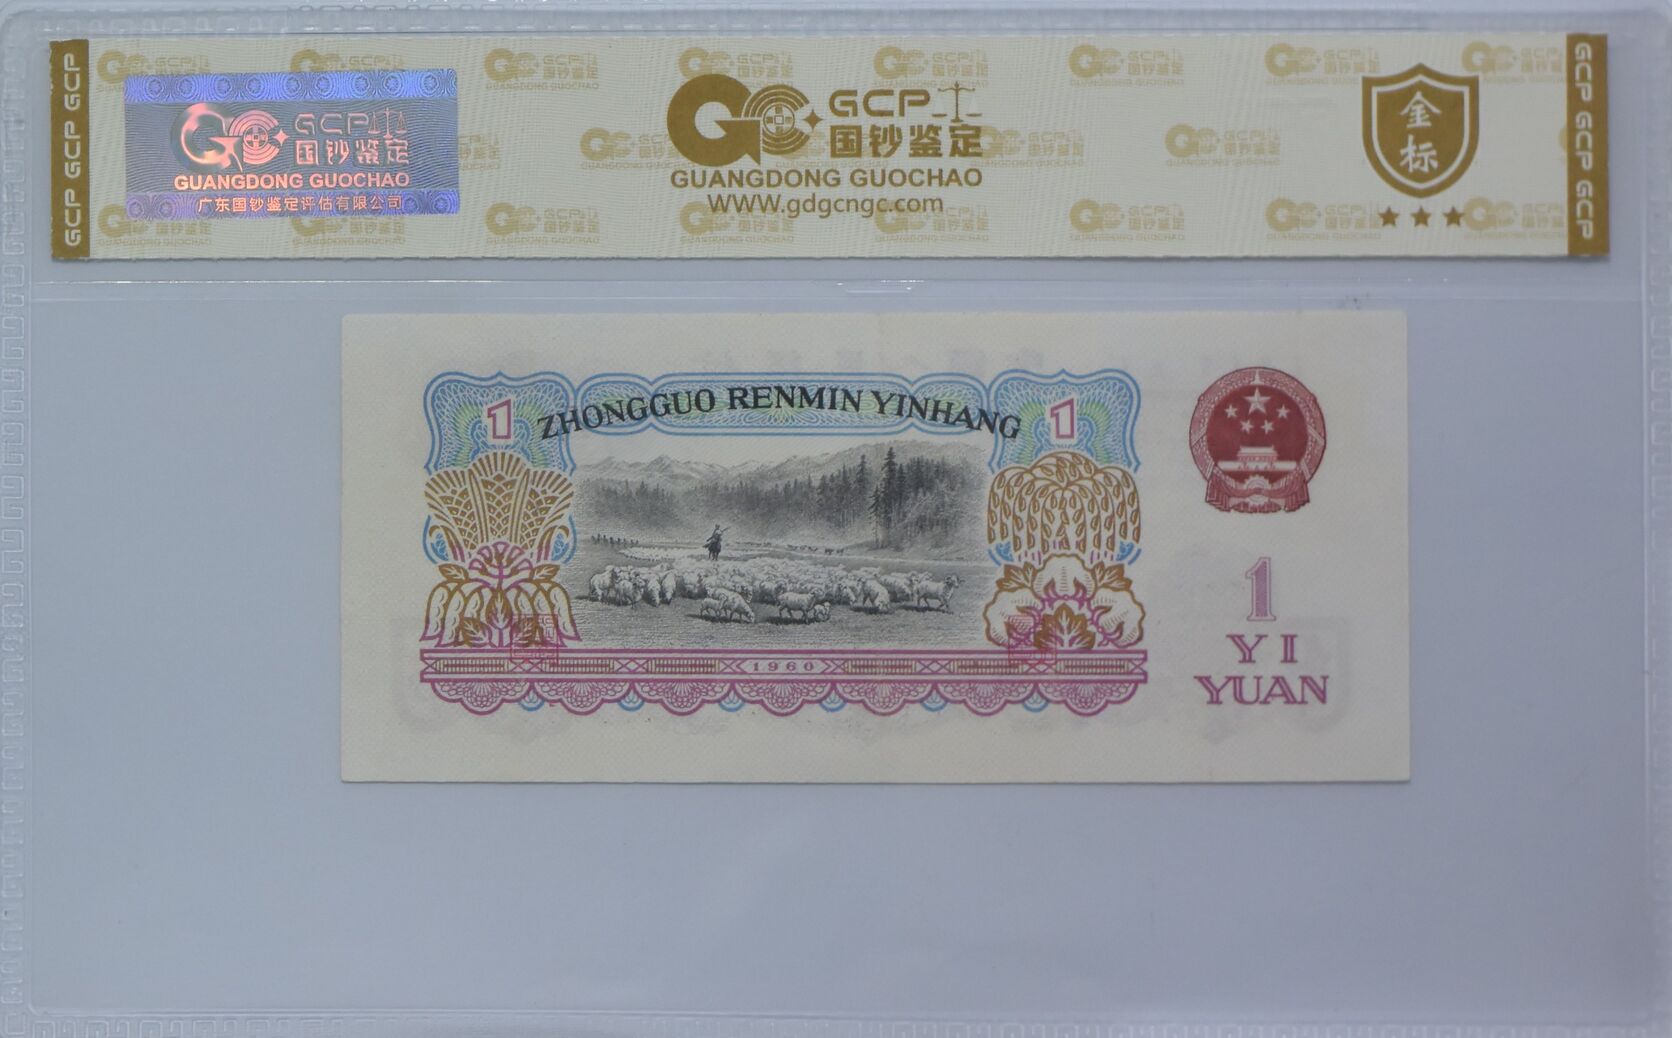 GCP GCP GCP GCP
GCP
国钞鉴定
GUANGDONG GUOCHAO
广东国钞鉴定评估有限公司
GCP
国钞鉴定
GUANGDONG GUOCHAO
WWW.gdgcngc.com
金
标
GCP GCP GCP GCP
1 ZHONGGUO RENMIN YINHANG 1
1960
1
YI
YUAN